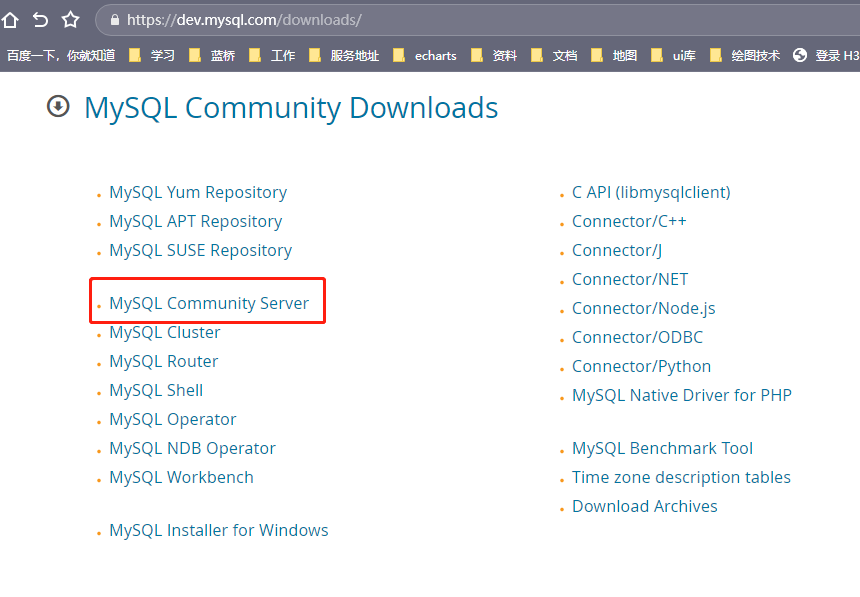 https://dev.mysql.com/downloads/
百度一下，你就知道 学习 蓝桥 工作 服务地址 echarts 资料 文档 地图 ui库 绘图技术 登录 H3
MySQL Community Downloads
MySQL Yum Repository
MySQL APT Repository
MySQL SUSE Repository
MySQL Community Server
MySQL Cluster
MySQL Router
MySQL Shell
MySQL Operator
MySQL NDB Operator
MySQL Workbench
MySQL Installer for Windows
C API (libmysqlclient)
Connector/C++
Connector/J
Connector/NET
Connector/Node.js
Connector/ODBC
Connector/Python
MySQL Native Driver for PHP
MySQL Benchmark Tool
Time zone description tables
Download Archives